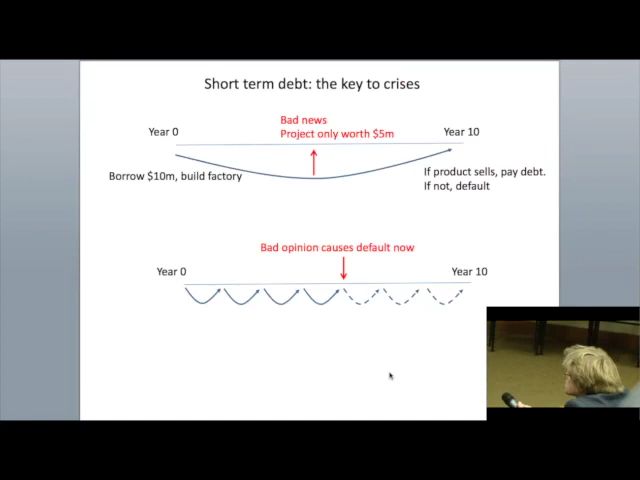 Short term debt: the key to crises
Bad news
Year 0
Project only worth $5m
Year 10
Borrow $10m, build factory
If product sells, pay debt.
If not, default
Bad opinion causes default now
Year 0
Year 10